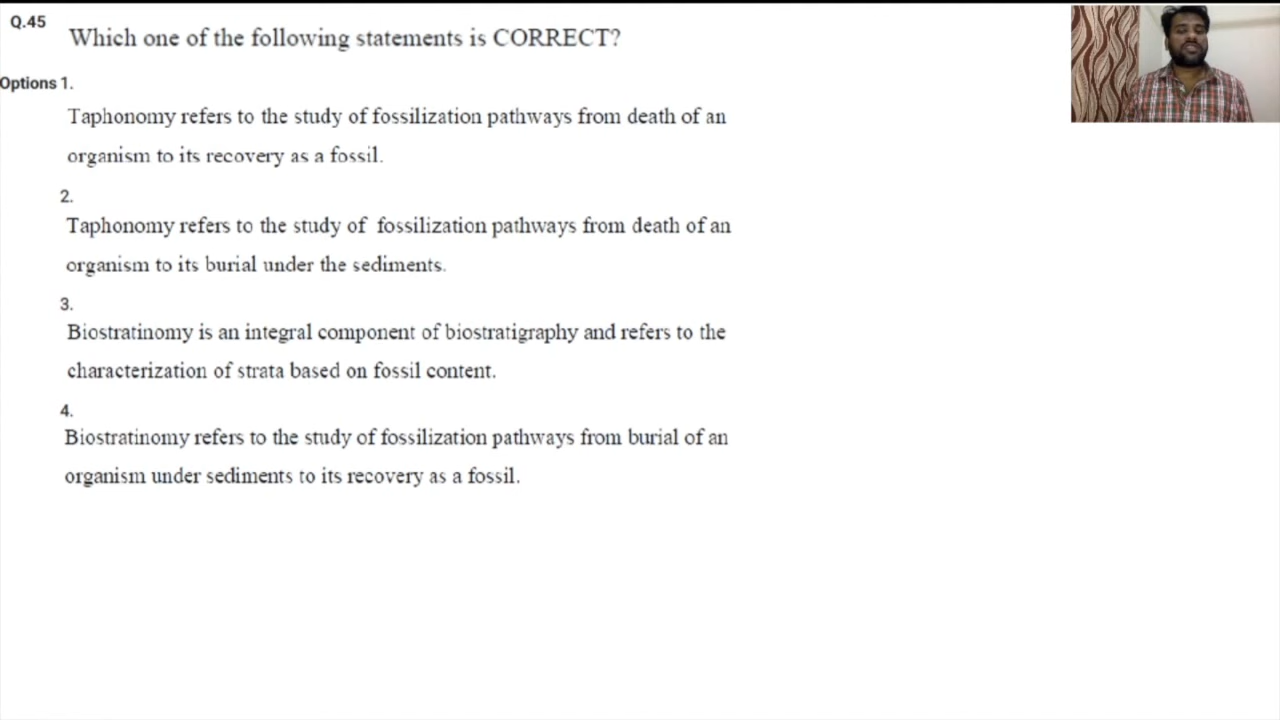 Q.45
Which one of the following statements is CORRECT?
Options 1.
Taphonomy refers to the study of fossilization pathways from death of an
organism to its recovery as a fossil.
2.
Taphonomy refers to the study of fossilization pathways from death of an
organism to its burial under the sediments.
3.
Biostratinomy is an integral component of biostratigraphy and refers to the
characterization of strata based on fossil content.
4.
Biostratinomy refers to the study of fossilization pathways from burial of an
organism under sediments to its recovery as a fossil.